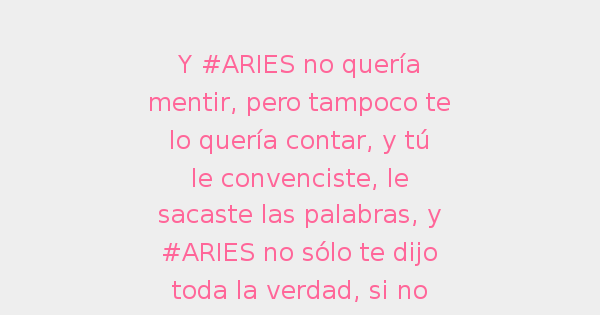 Y #ARIES no quería
mentir, pero tampoco te
lo quería contar, y tú
le convenciste, le
sacaste las palabras, y
#ARIES no sólo te dijo
toda la verdad, si no